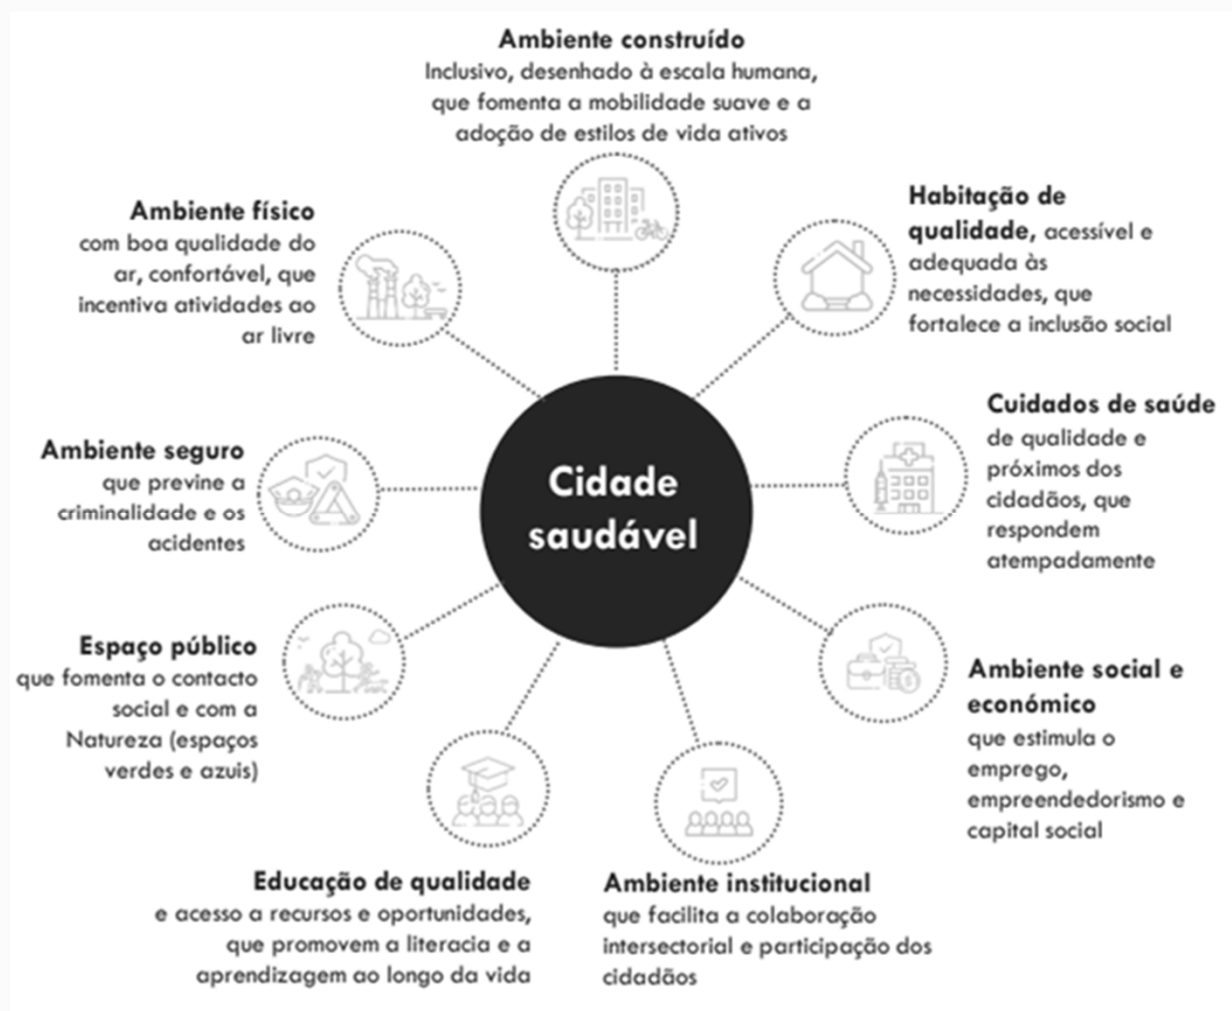 Ambiente construído
Inclusivo, desenhado à escala humana,
que fomenta a mobilidade suave e a
adoção de estilos de vida ativos
Habitação de
qualidade, acessível e
adequada às
necessidades, que
fortalece a inclusão social
Cuidados de saúde
de qualidade e
próximos dos
cidadãos, que
respondem
atempadamente
Ambiente social e
económico
que estimula o
emprego,
empreendedorismo e
capital social
Ambiente institucional
que facilita a colaboração
intersectorial e participação dos
cidadãos
Educação de qualidade
e acesso a recursos e oportunidades,
que promovem a literacia e a
aprendizagem ao longo da vida
Espaço público
que fomenta o contacto
social e com a
Natureza (espaços
verdes e azuis)
Ambiente seguro
que previne a
criminalidade e os
acidentes
Ambiente físico
com boa qualidade do
ar, confortável, que
incentiva atividades ao
ar livre
Cidade
saudável